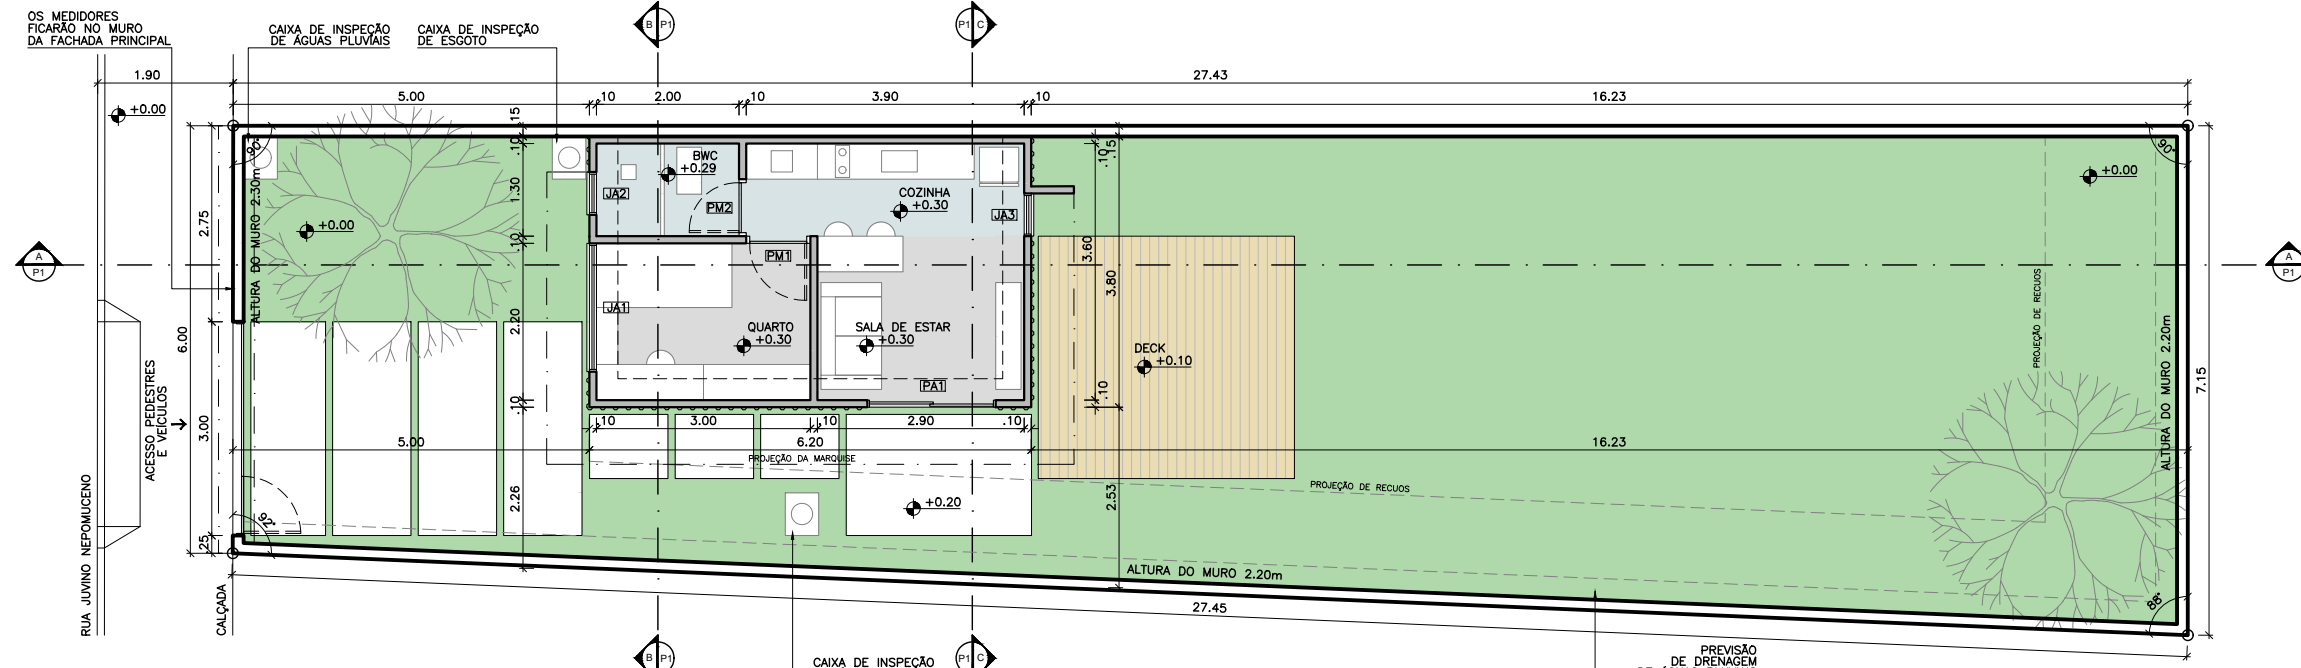 OS MEDIDORES
FICARÃO NO MURO
DA FACHADA PRINCIPAL
CAIXA DE INSPEÇÃO
DE ÁGUAS PLUVIAIS
CAIXA DE INSPEÇÃO
DE ESGOTO
B P1
P1 C
1.90
27.43
+0.00
5.00
.10
2.00
.10
3.90
.10
16.23
.15
90°
.10
BWC
+0.29
.10
.15
90°
+0.00
1.30
JA2
PM2
COZINHA
+0.30
JA3
2.75
ALTURA DO MURO 2.30m
+0.00
.10
PM1
3.60
A
P1
A
P1
3.80
PROJEÇÃO DE RECUOS
JA1
2.20
QUARTO
+0.30
SALA DE ESTAR
+0.30
6.00
DECK
+0.10
ALTURA DO MURO 2.20m
7.15
PA1
.10
.10
ACESSO PEDESTRES
E VEÍCULOS
3.00
.10
3.00
.10
2.90
.10
5.00
6.20
16.23
PROJEÇÃO DA MARQUISE
PROJEÇÃO DE RECUOS
2.26
2.53
+0.20
92°
.25
RUA JUVINO NEPOMUCENO
CALÇADA
ALTURA DO MURO 2.20m
27.45
88°
B P1
CAIXA DE INSPEÇÃO
P1 C
PREVISÃO
DE DRENAGEM